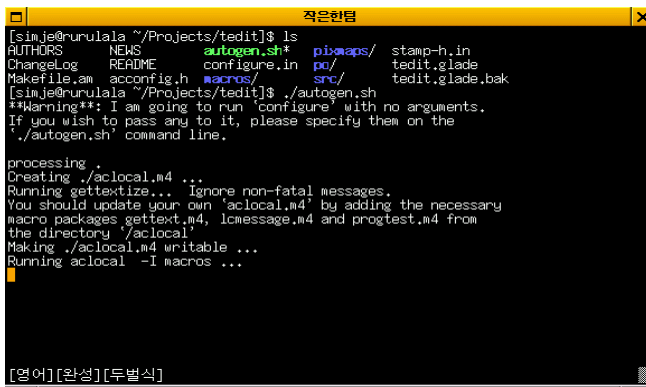 작은한텀
[simje@rurulala ~/Projects/tedit]$ ls
AUTHORS NEWS autogen.sh* pixmaps/ stamp-h.in
ChangeLog README configure.in po/ tedit.glade
Makefile.am acconfig.h macros/ src/ tedit.glade.bak
[simje@rurulala ~/Projects/tedit]$ ./autogen.sh
**Warning**: I am going to run `configure' with no arguments.
If you wish to pass any to it, please specify them on the
`./autogen.sh' command line.
processing .
Creating ./aclocal.m4 ...
Running gettextize... Ignore non-fatal messages.
You should update your own `aclocal.m4' by adding the necessary
macro packages gettext.m4, lcmessage.m4 and progtest.m4 from
the directory `/aclocal'
Making ./aclocal.m4 writable ...
Running aclocal -I macros ...
[영어][완성][두벌식]